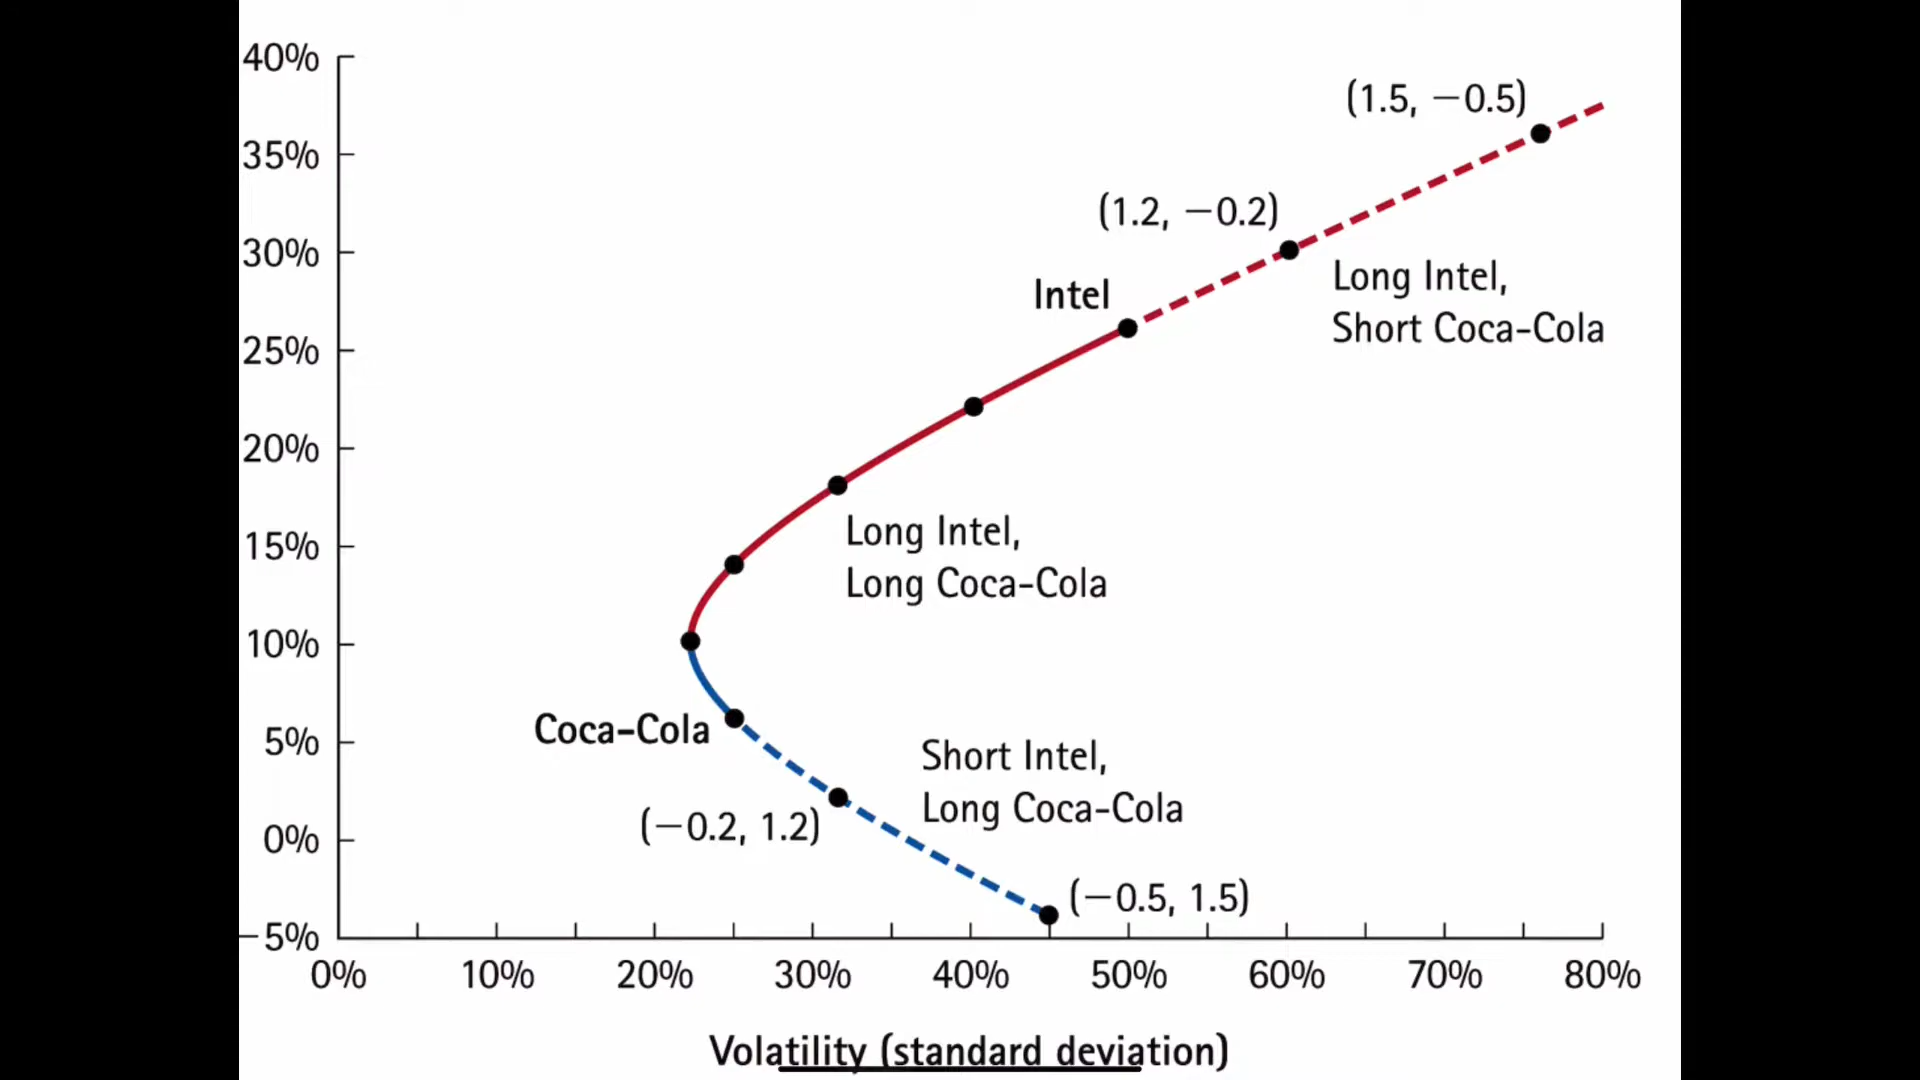 40%
(1.5, −0.5)
35%
(1.2, −0.2)
30%
Long Intel,
Short Coca-Cola
Intel
25%
20%
Long Intel,
Long Coca-Cola
15%
10%
Coca-Cola
5%
Short Intel,
Long Coca-Cola
(−0.2, 1.2)
0%
(−0.5, 1.5)
−5%
0% 10% 20% 30% 40% 50% 60% 70% 80%
Volatility (standard deviation)